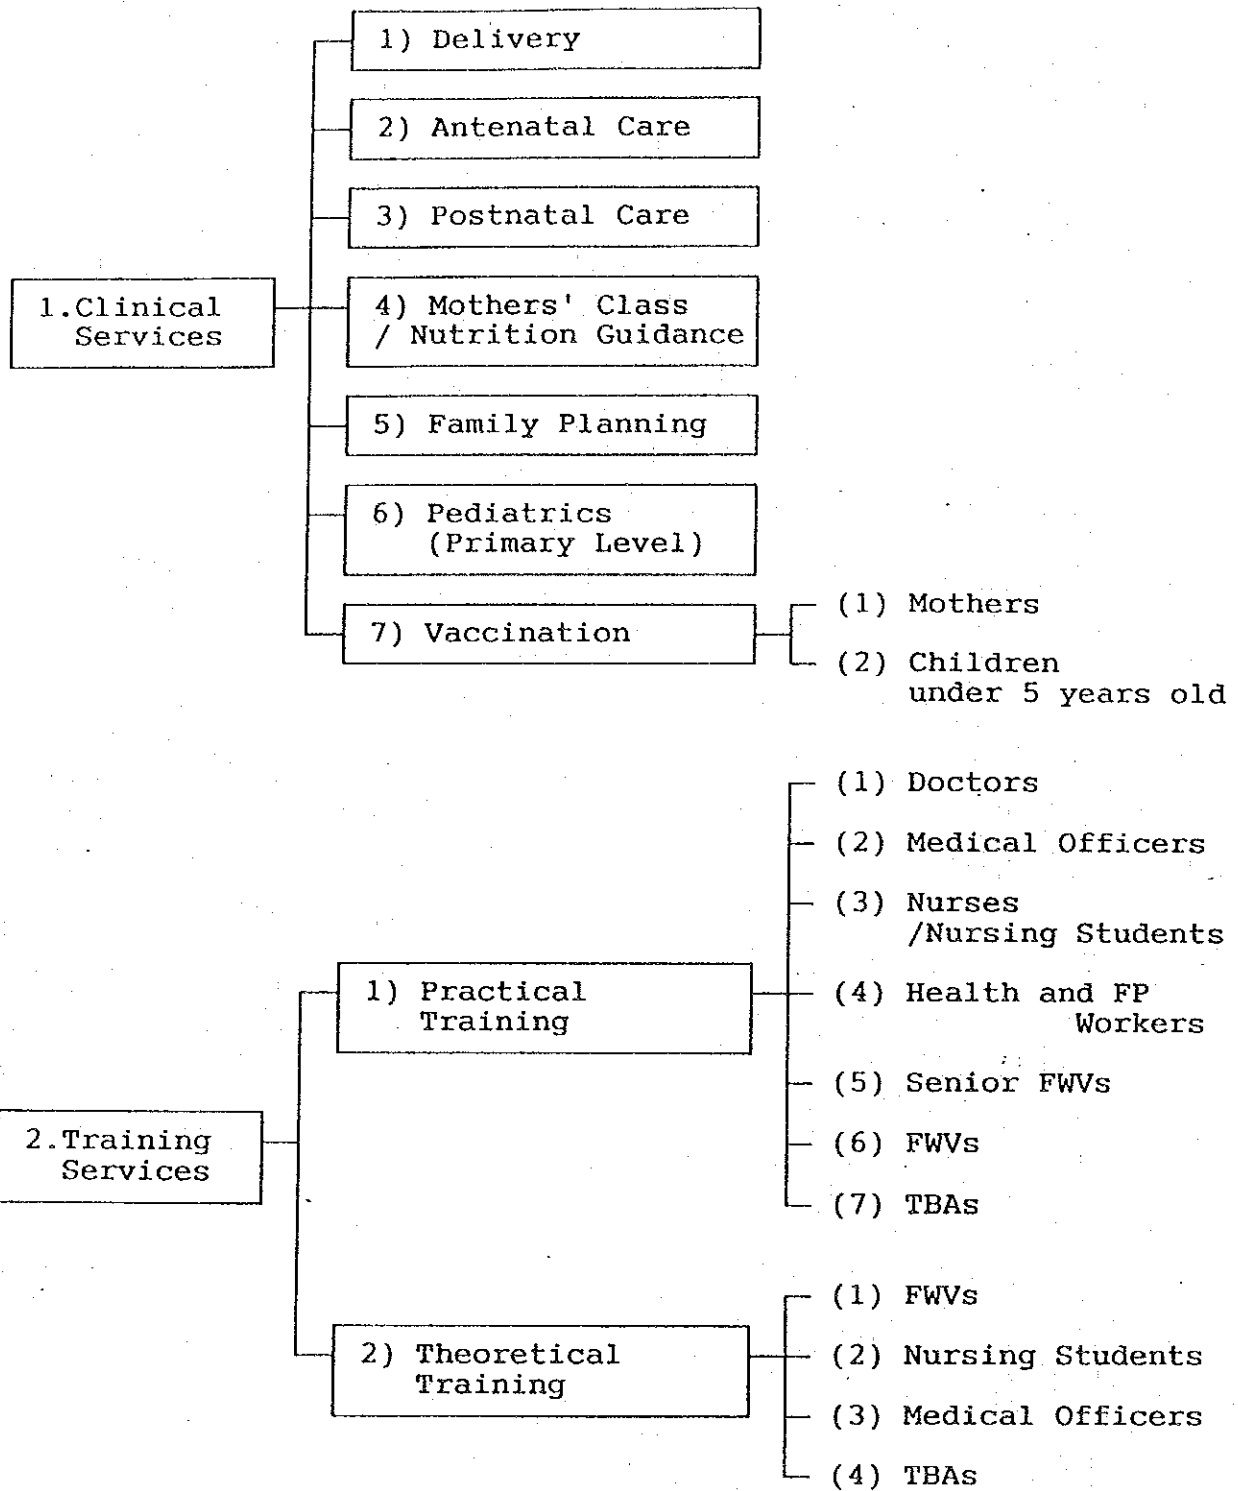 1.Clinical
Services
1) Delivery
2) Antenatal Care
3) Postnatal Care
4) Mothers' Class
/ Nutrition Guidance
5) Family Planning
6) Pediatrics
(Primary Level)
7) Vaccination
(1) Mothers
(2) Children
under 5 years old
2.Training
Services
1) Practical
Training
(1) Doctors
(2) Medical Officers
(3) Nurses
/Nursing Students
(4) Health and FP
Workers
(5) Senior FWVs
(6) FWVs
(7) TBAs
2) Theoretical
Training
(1) FWVs
(2) Nursing Students
(3) Medical Officers
(4) TBAs